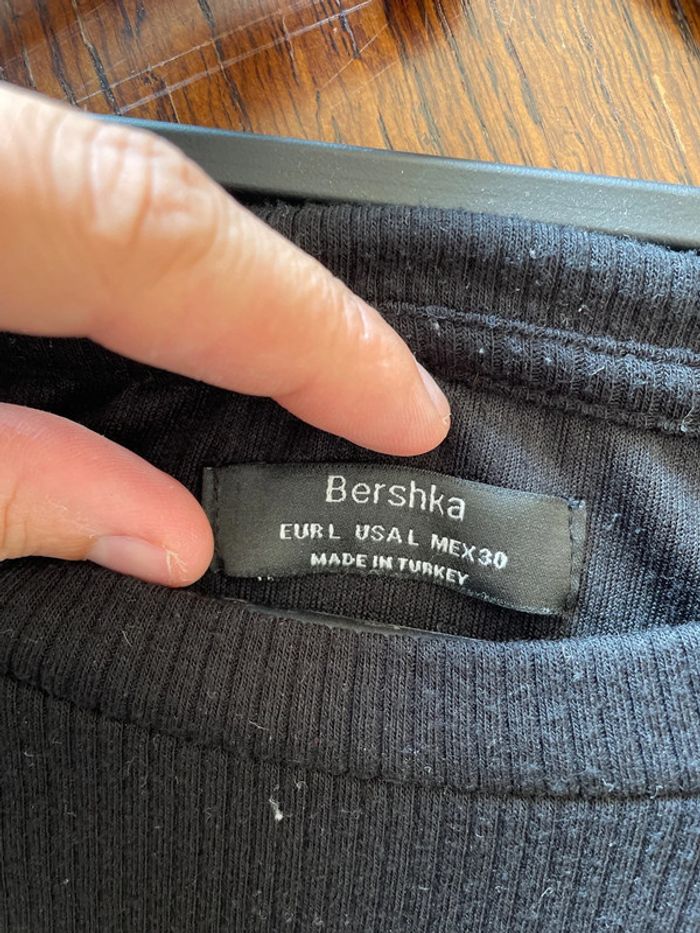 Bershka
EUR L USA L MEX 30
MADE IN TURKEY